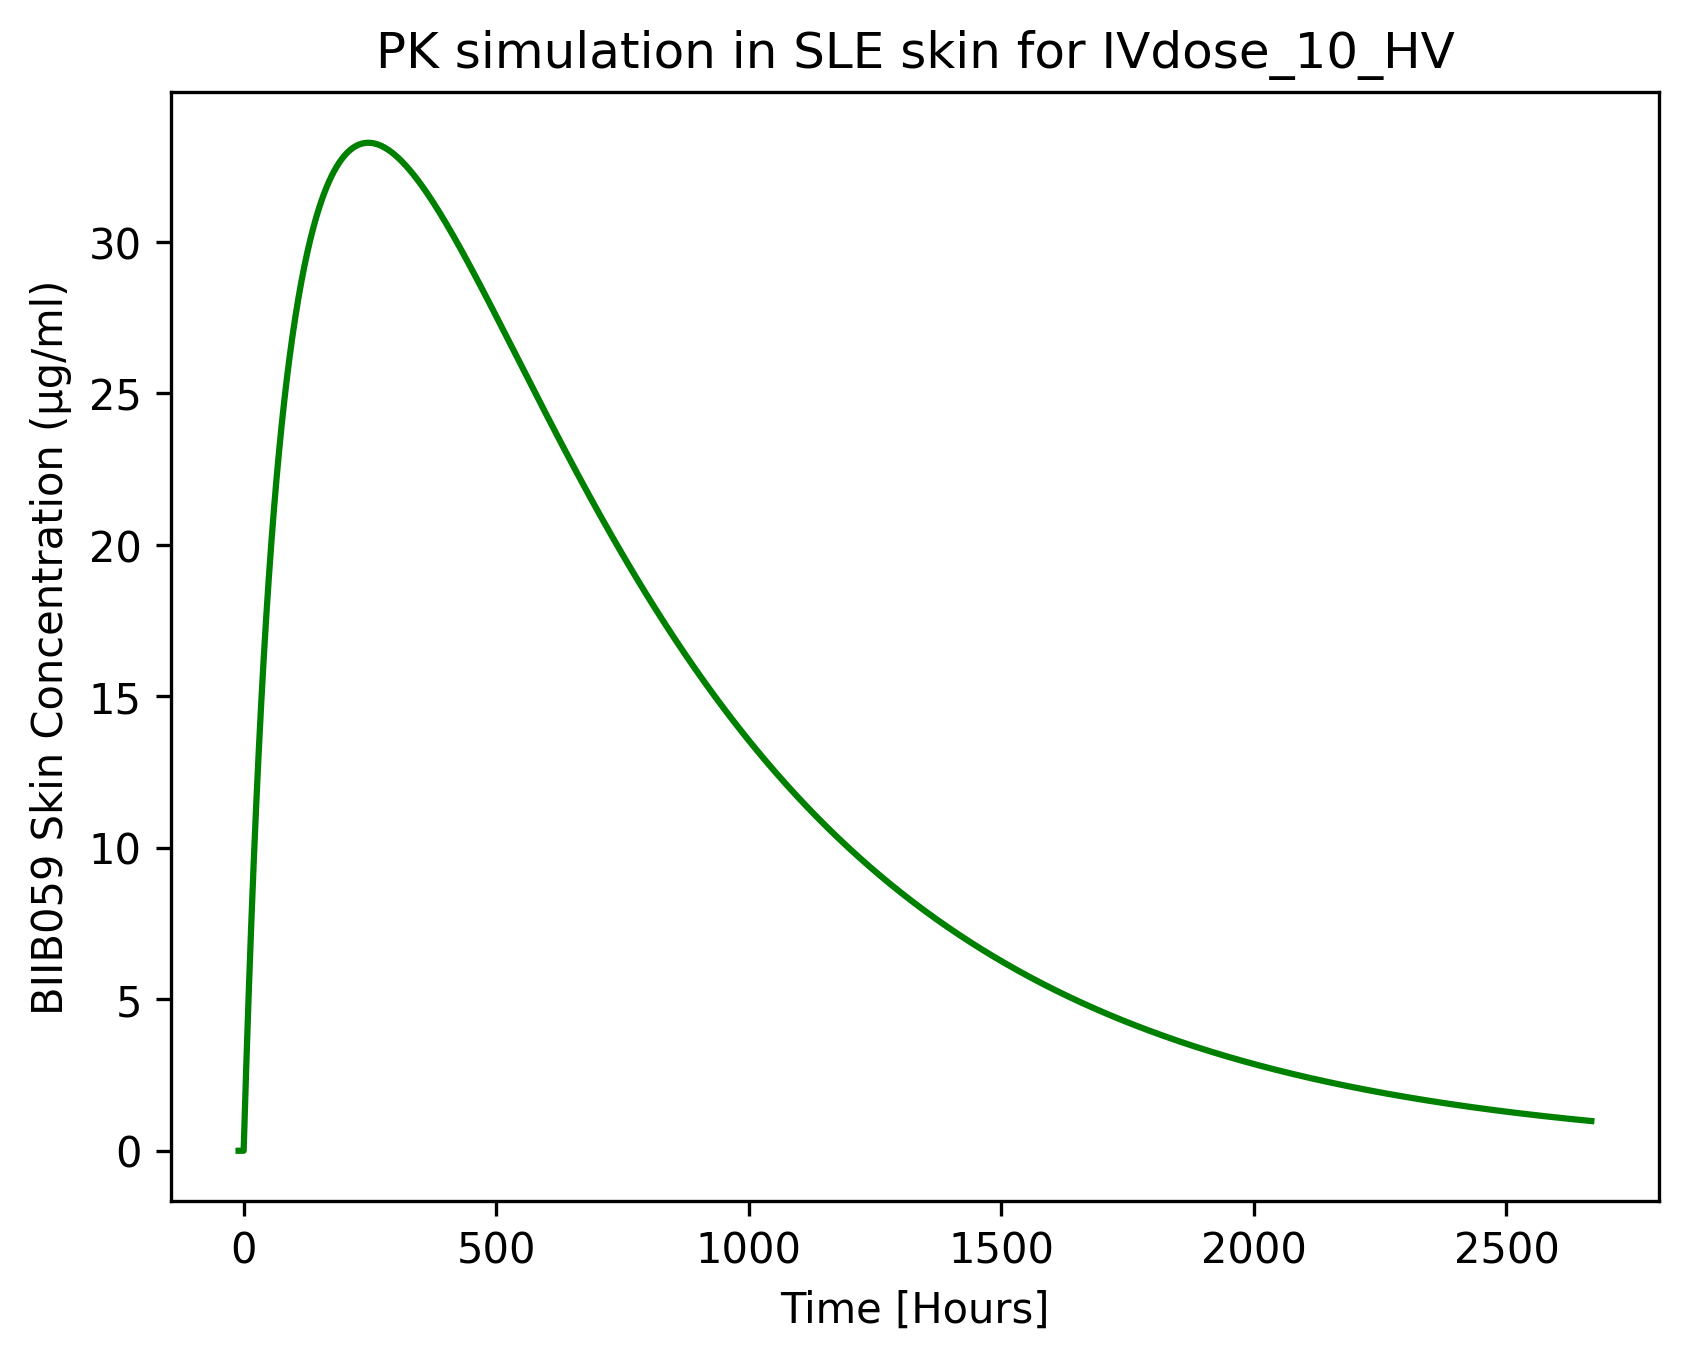 PK simulation in SLE skin for IVdose_10_HV
BIIB059 Skin Concentration (µg/ml)
30
25
20
15
10
5
0
0 500 1000 1500 2000 2500
Time [Hours]